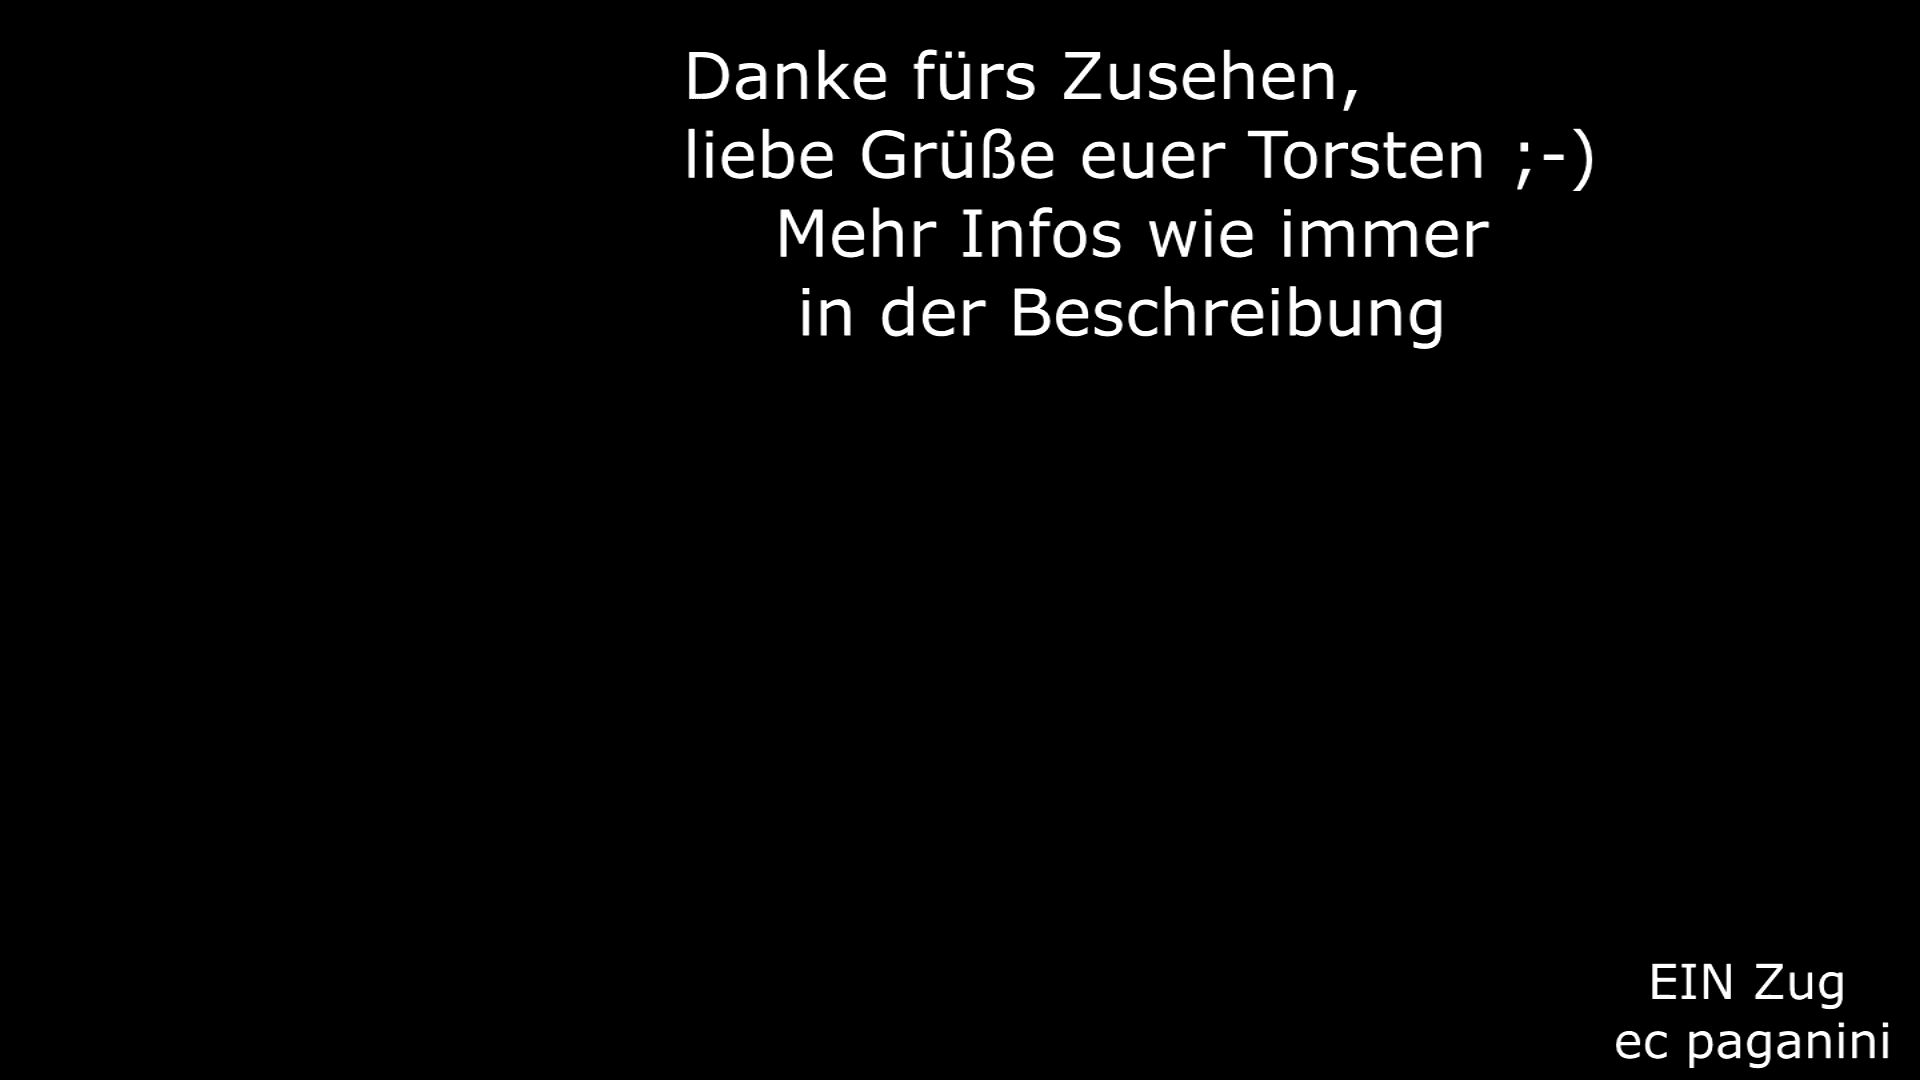 Danke fürs Zusehen,
liebe Grüße euer Torsten ;-)
Mehr Infos wie immer
in der Beschreibung
EIN Zug
ec paganini